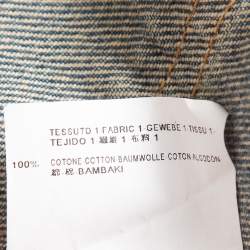 TESSUTO 1 FABRIC 1 GEWEBE 1 TISSU 1
TEJIDO 1 織維 1 布料 1
100% COTONE COTTON BAUMWOLLE COTON ALGODON
綿 棉 BAMBAKI